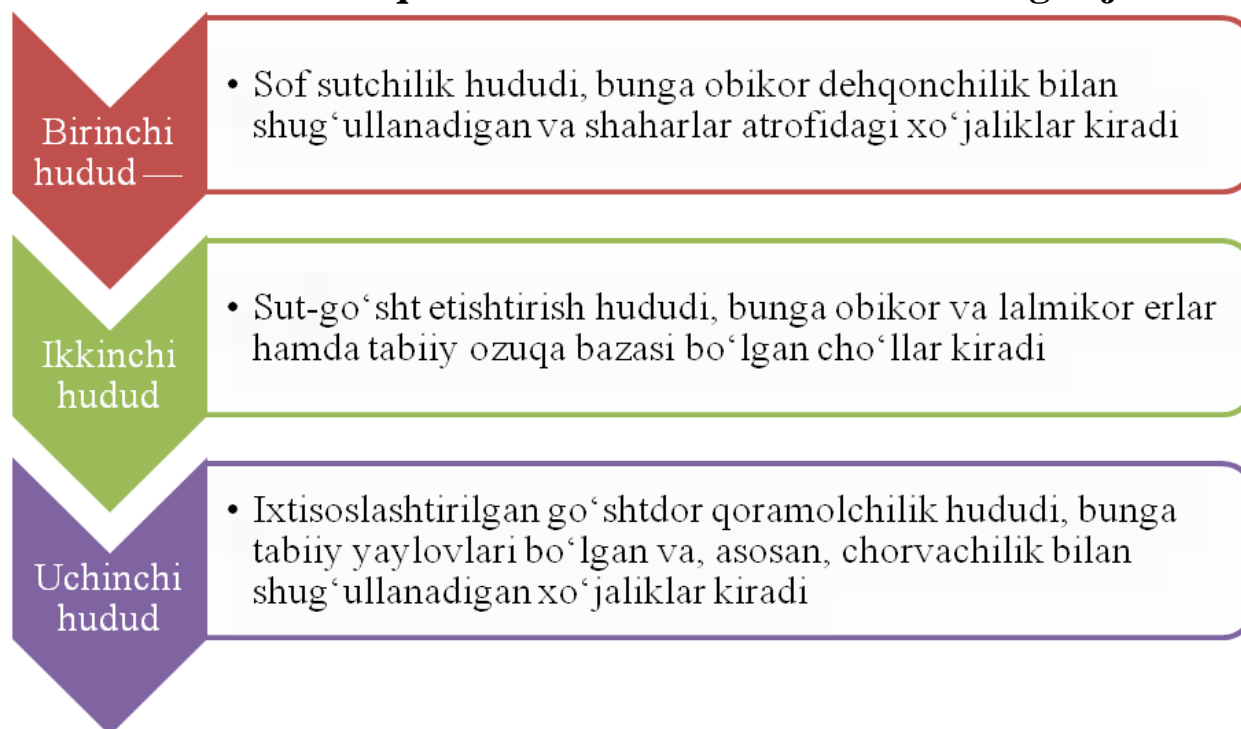 Birinchi
hudud —
• Sof sutchilik hududi, bunga obikor dehqonchilik bilan
shug‘ullanadigan va shaharlar atrofidagi xo‘jaliklar kiradi
Ikkinchi
hudud
• Sut-go‘sht etishtirish hududi, bunga obikor va lalmikor erlar
hamda tabiiy ozuqa bazasi bo‘lgan cho‘llar kiradi
Uchinchi
hudud
• Ixtisoslashtirilgan go‘shtdor qoramolchilik hududi, bunga
tabiiy yaylovlari bo‘lgan va, asosan, chorvachilik bilan
shug‘ullanadigan xo‘jaliklar kiradi